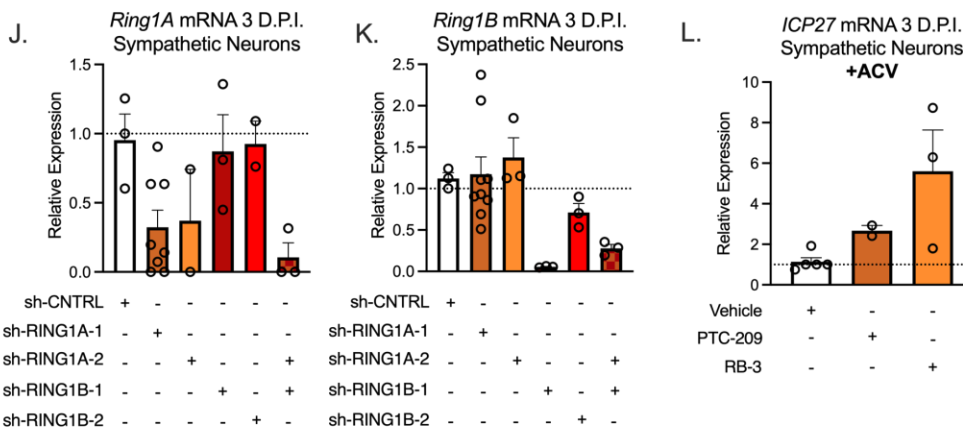 J.
Ring1A mRNA 3 D.P.I.
Sympathetic Neurons
Relative Expression
1.5
1.0
0.5
0.0
sh-CNTRL + - - - - -
sh-RING1A-1 - + - - - -
sh-RING1A-2 - - + - - +
sh-RING1B-1 - - - + - +
sh-RING1B-2 - - - - + -
K.
Ring1B mRNA 3 D.P.I.
Sympathetic Neurons
Relative Expression
2.5
2.0
1.5
1.0
0.5
0.0
sh-CNTRL + - - - - -
sh-RING1A-1 - + - - - -
sh-RING1A-2 - - + - - +
sh-RING1B-1 - - - + - +
sh-RING1B-2 - - - - + -
L.
ICP27 mRNA 3 D.P.I.
Sympathetic Neurons
+ACV
Relative Expression
10
8
6
4
2
0
Vehicle + - -
PTC-209 - + -
RB-3 - - +